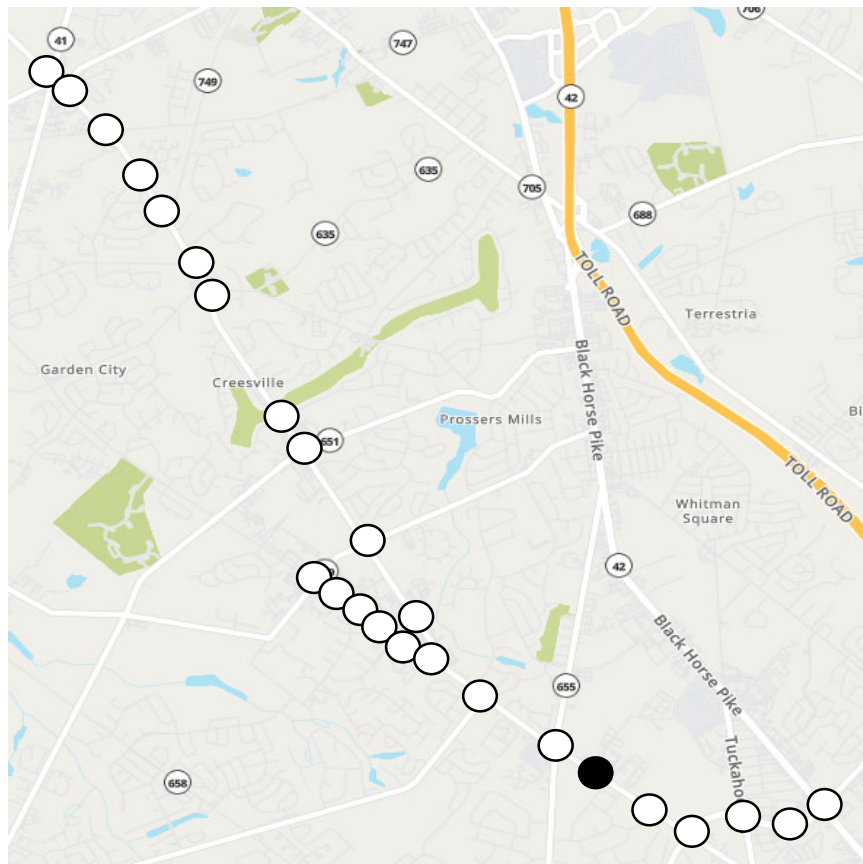 706
41
747
749
42
635
705
688
635
TOLL ROAD
Terrestria
Garden City
Creesville
Black Horse Pike
Prossers Mills
651
TOLL ROAD
Whitman
Square
42
Black Horse Pike
655
Tuckaho
658